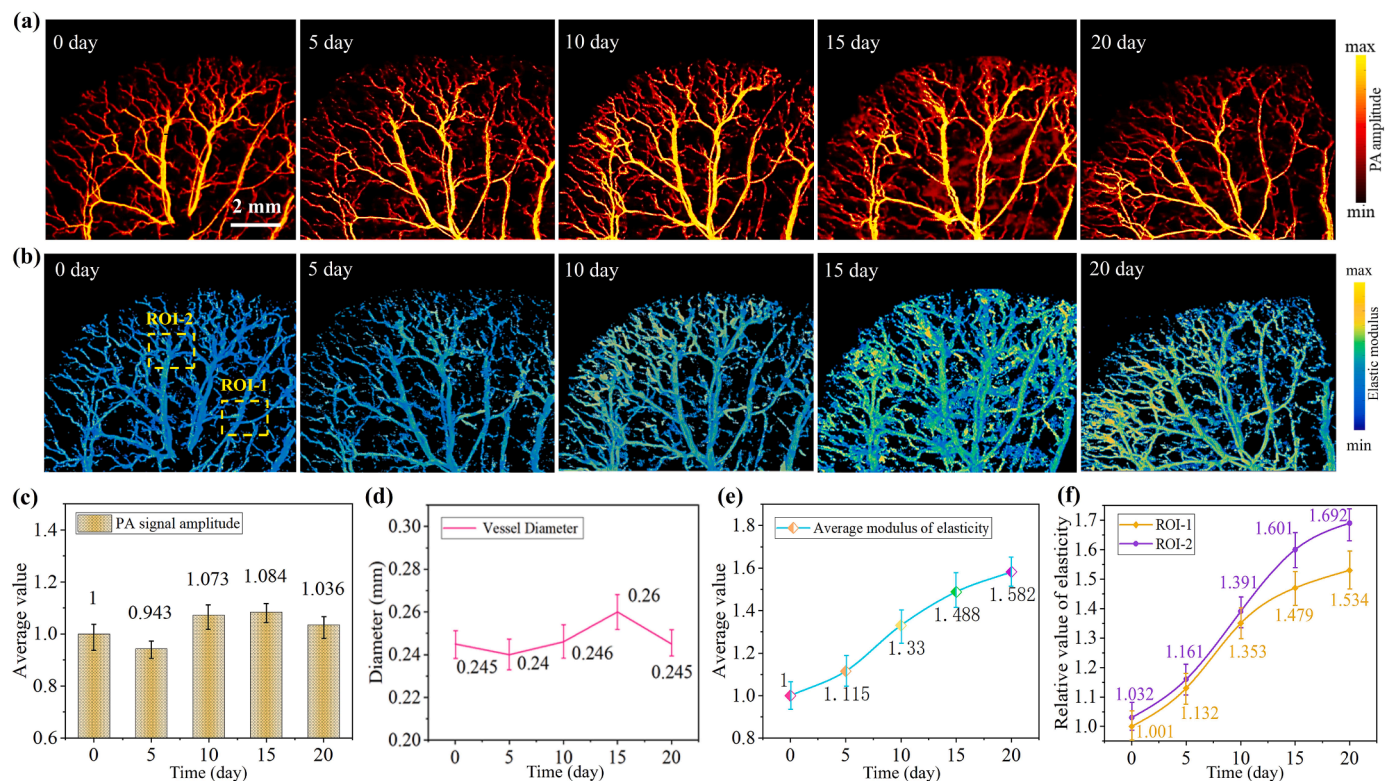 (a)
0 day
5 day
10 day
15 day
20 day
2 mm
max
PA amplitude
min
(b)
0 day
5 day
10 day
15 day
20 day
ROI-2
ROI-1
max
Elastic modulus
min
(c)
PA signal amplitude
Average value
1.4
1.2
1.0
0.8
0.6
1
0.943
1.073
1.084
1.036
0 5 10 15 20
Time (day)
(d)
Vessel Diameter
Diameter (mm)
0.30
0.28
0.26
0.24
0.22
0.20
0.245
0.24
0.246
0.26
0.245
0 5 10 15 20
Time (day)
(e)
Average modulus of elasticity
Average value
1.8
1.6
1.4
1.2
1.0
0.8
1
1.115
1.33
1.488
1.582
0 5 10 15 20
Time (day)
(f)
ROI-1
ROI-2
Relative value of elasticity
1.7
1.6
1.5
1.4
1.3
1.2
1.1
1.0
1.032
1.161
1.391
1.601
1.692
1.001
1.132
1.353
1.479
1.534
0 5 10 15 20
Time (day)